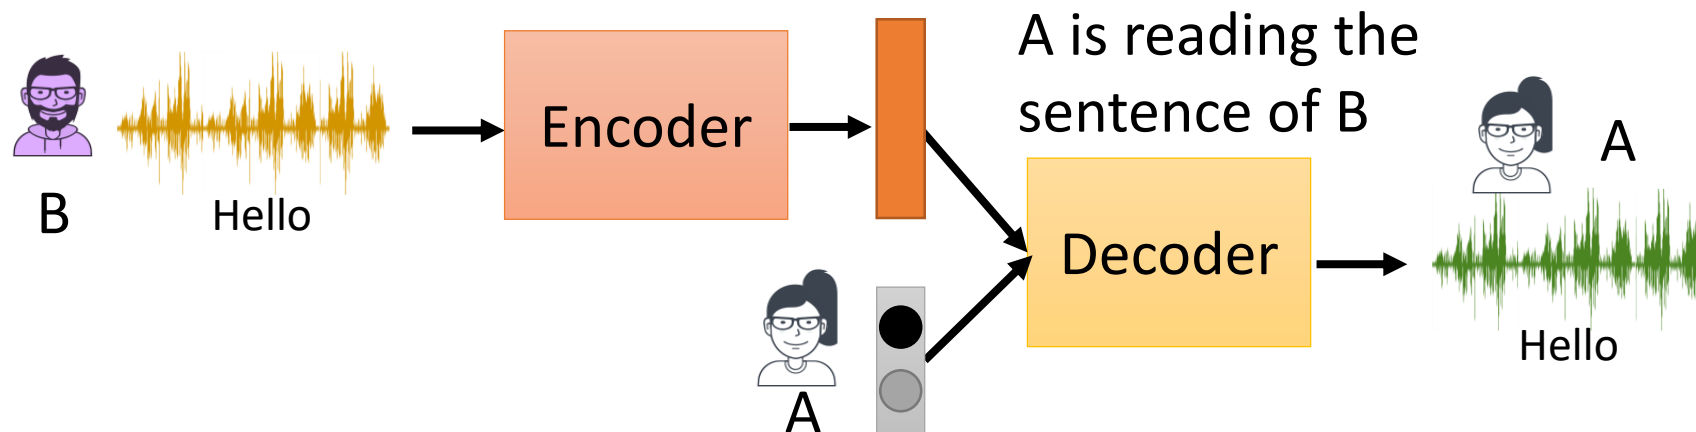 B
Hello
Encoder
A is reading the
sentence of B
A
Decoder
A
Hello